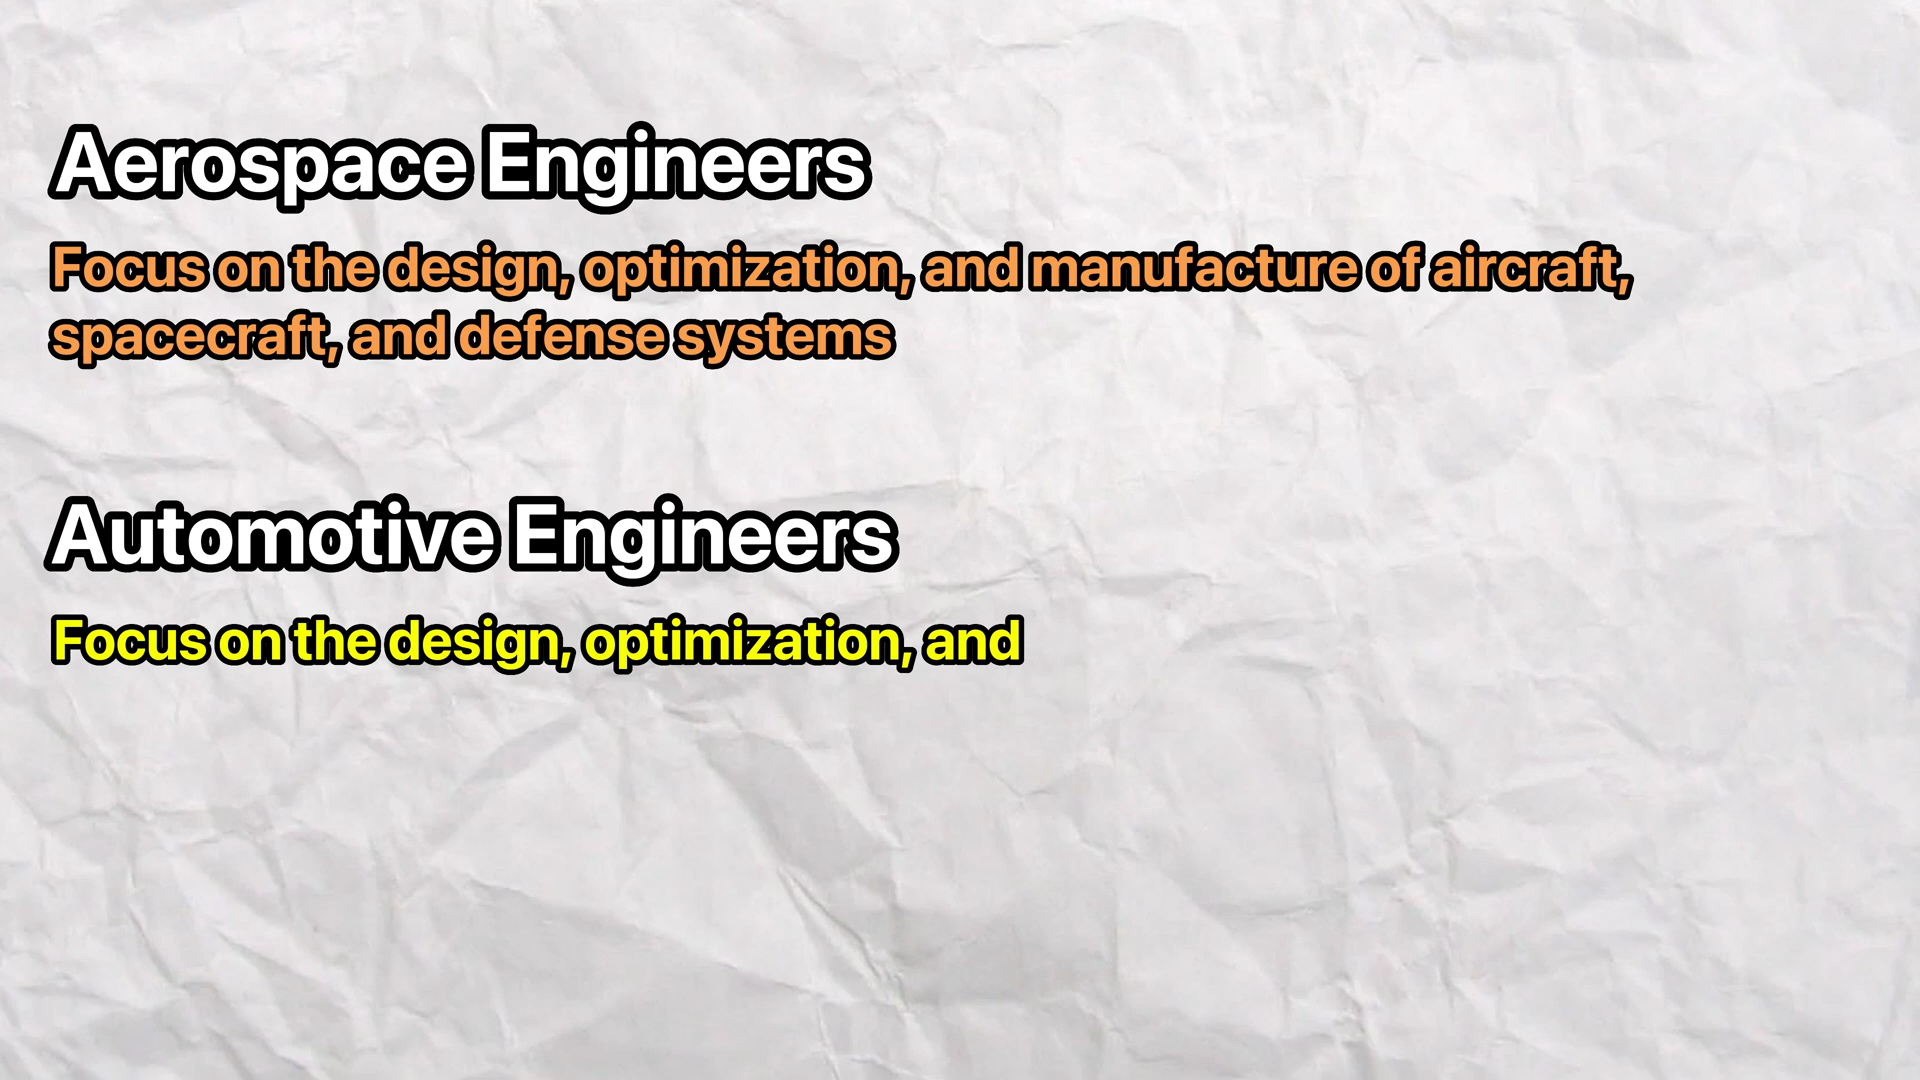 Aerospace Engineers
Focus on the design, optimization, and manufacture of aircraft,
spacecraft, and defense systems
Automotive Engineers
Focus on the design, optimization, and